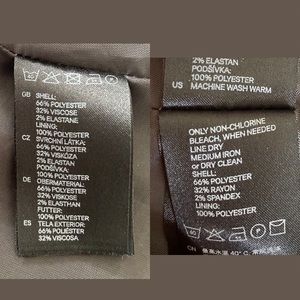 GB SHELL:
66% POLYESTER
32% VISCOSE
2% ELASTANE
LINING:
100% POLYESTER
CZ SVRCHNÍ LÁTKA:
66% POLYESTER
32% VISKÓZA
2% ELASTAN
PODŠÍVKA:
100% POLYESTER
DE OBERMATERIAL:
66% POLYESTER
32% VISKOSE
2% ELASTHAN
FUTTER:
100% POLYESTER
ES TELA EXTERIOR:
66% POLIÉSTER
32% VISCOSA
2% ELASTAN
PODŠÍVKA:
100% POLYESTER
US MACHINE WASH WARM
ONLY NON-CHLORINE
BLEACH, WHEN NEEDED
LINE DRY
MEDIUM IRON
or DRY CLEAN
SHELL:
66% POLYESTER
32% RAYON
2% SPANDEX
LINING:
100% POLYESTER
CN